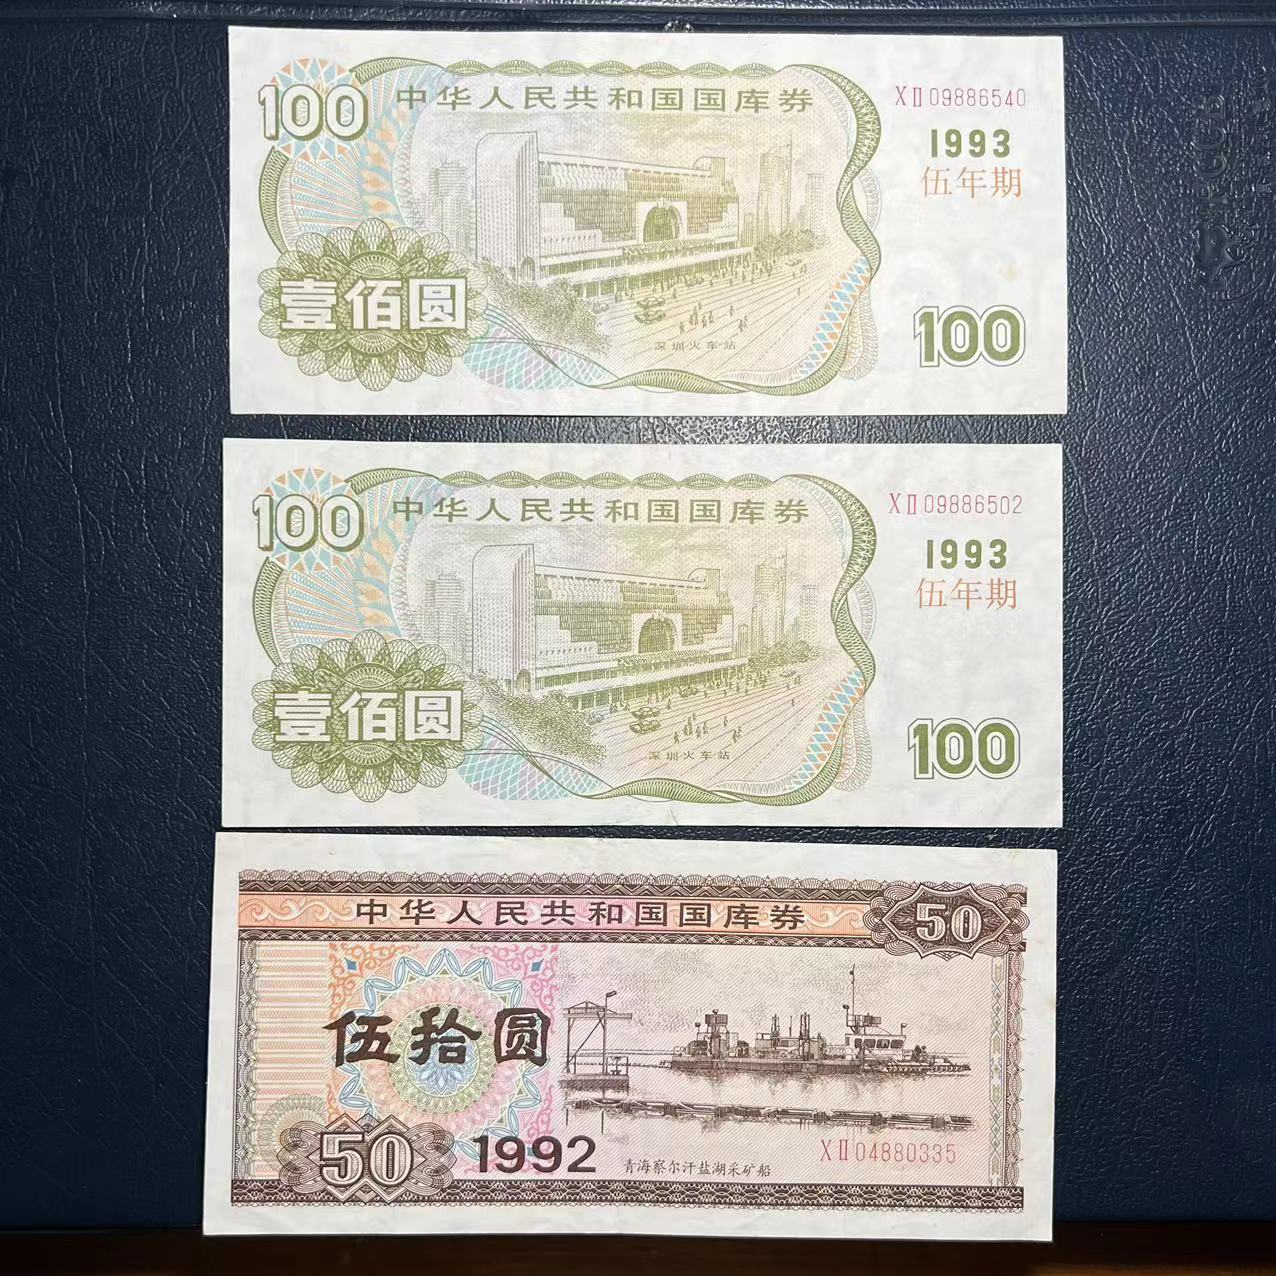 100 中华人民共和国国库券 XII09886540
1993
伍年期
壹佰圆
100
深圳火车站
100 中华人民共和国国库券 XII09886502
1993
伍年期
壹佰圆
100
深圳火车站
中华人民共和国国库券 50
伍拾圆
50 1992 青海察尔汗盐湖采矿船 XII04880335